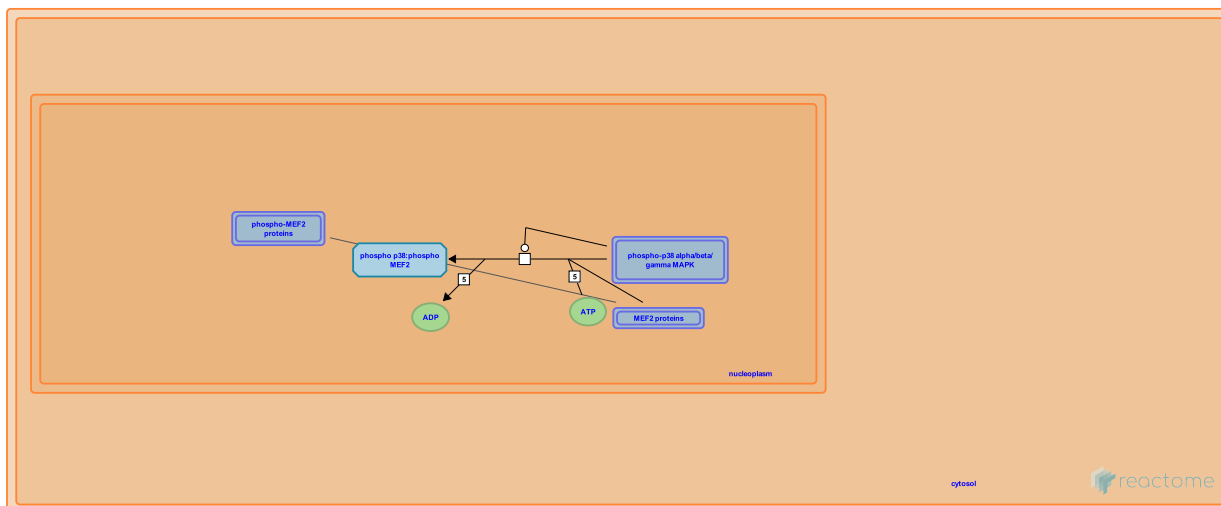 phospho-MEF2
proteins
phospho p38:phospho
MEF2
phospho-p38 alpha/beta/
gamma MAPK
5
5
ADP
ATP
MEF2 proteins
nucleoplasm
cytosol
reactome